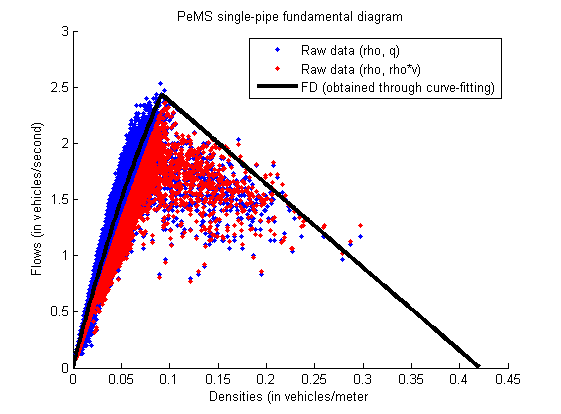 PeMS single-pipe fundamental diagram
Raw data (rho, q)
Raw data (rho, rho*v)
FD (obtained through curve-fitting)
Flows (in vehicles/second)
3
2.5
2
1.5
1
0.5
0
0 0.05 0.1 0.15 0.2 0.25 0.3 0.35 0.4 0.45
Densities (in vehicles/meter